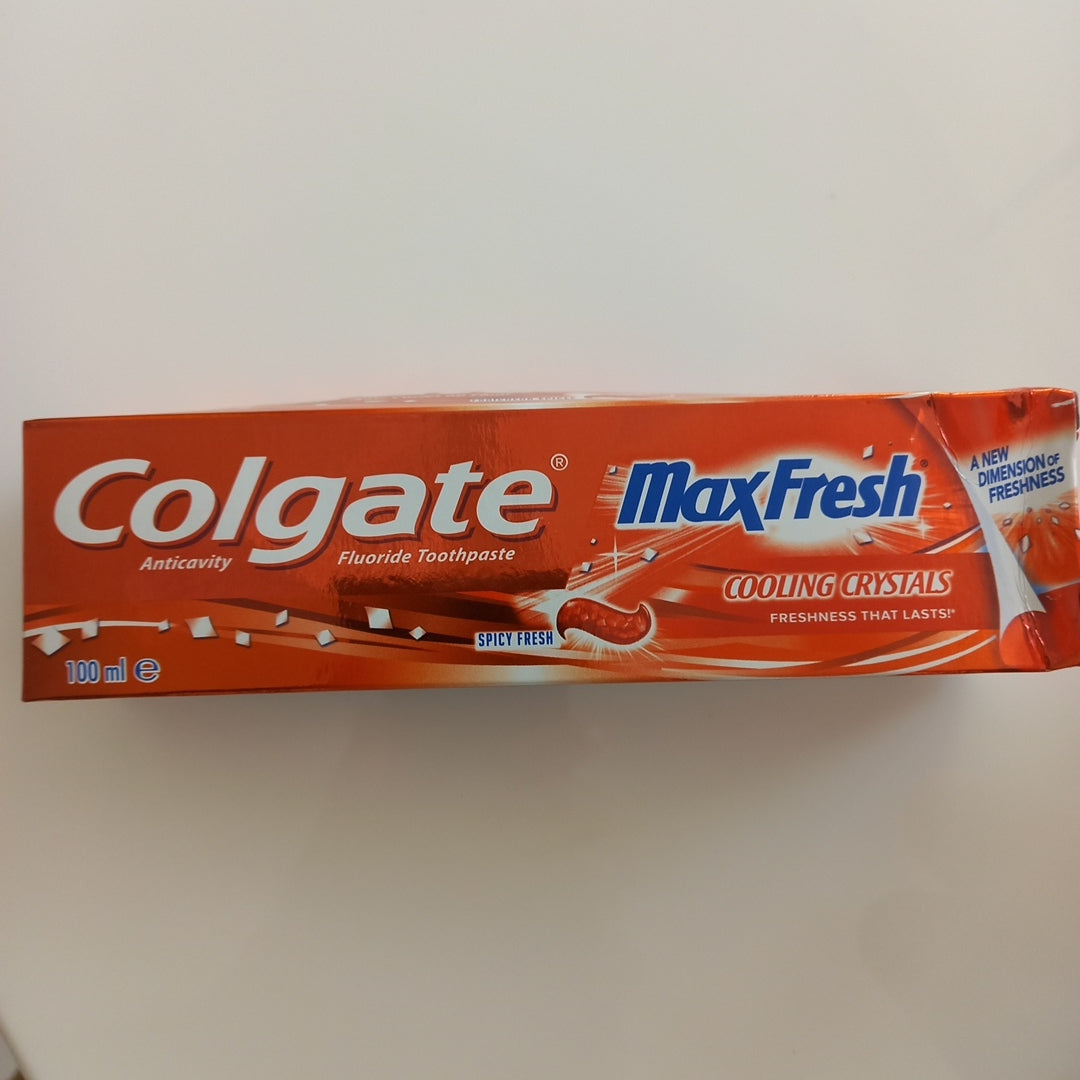 Colgate®
Anticavity Fluoride Toothpaste
100 ml e
SPICY FRESH
MaxFresh®
COOLING CRYSTALS
FRESHNESS THAT LASTS!*
A NEW
DIMENSION OF
FRESHNESS